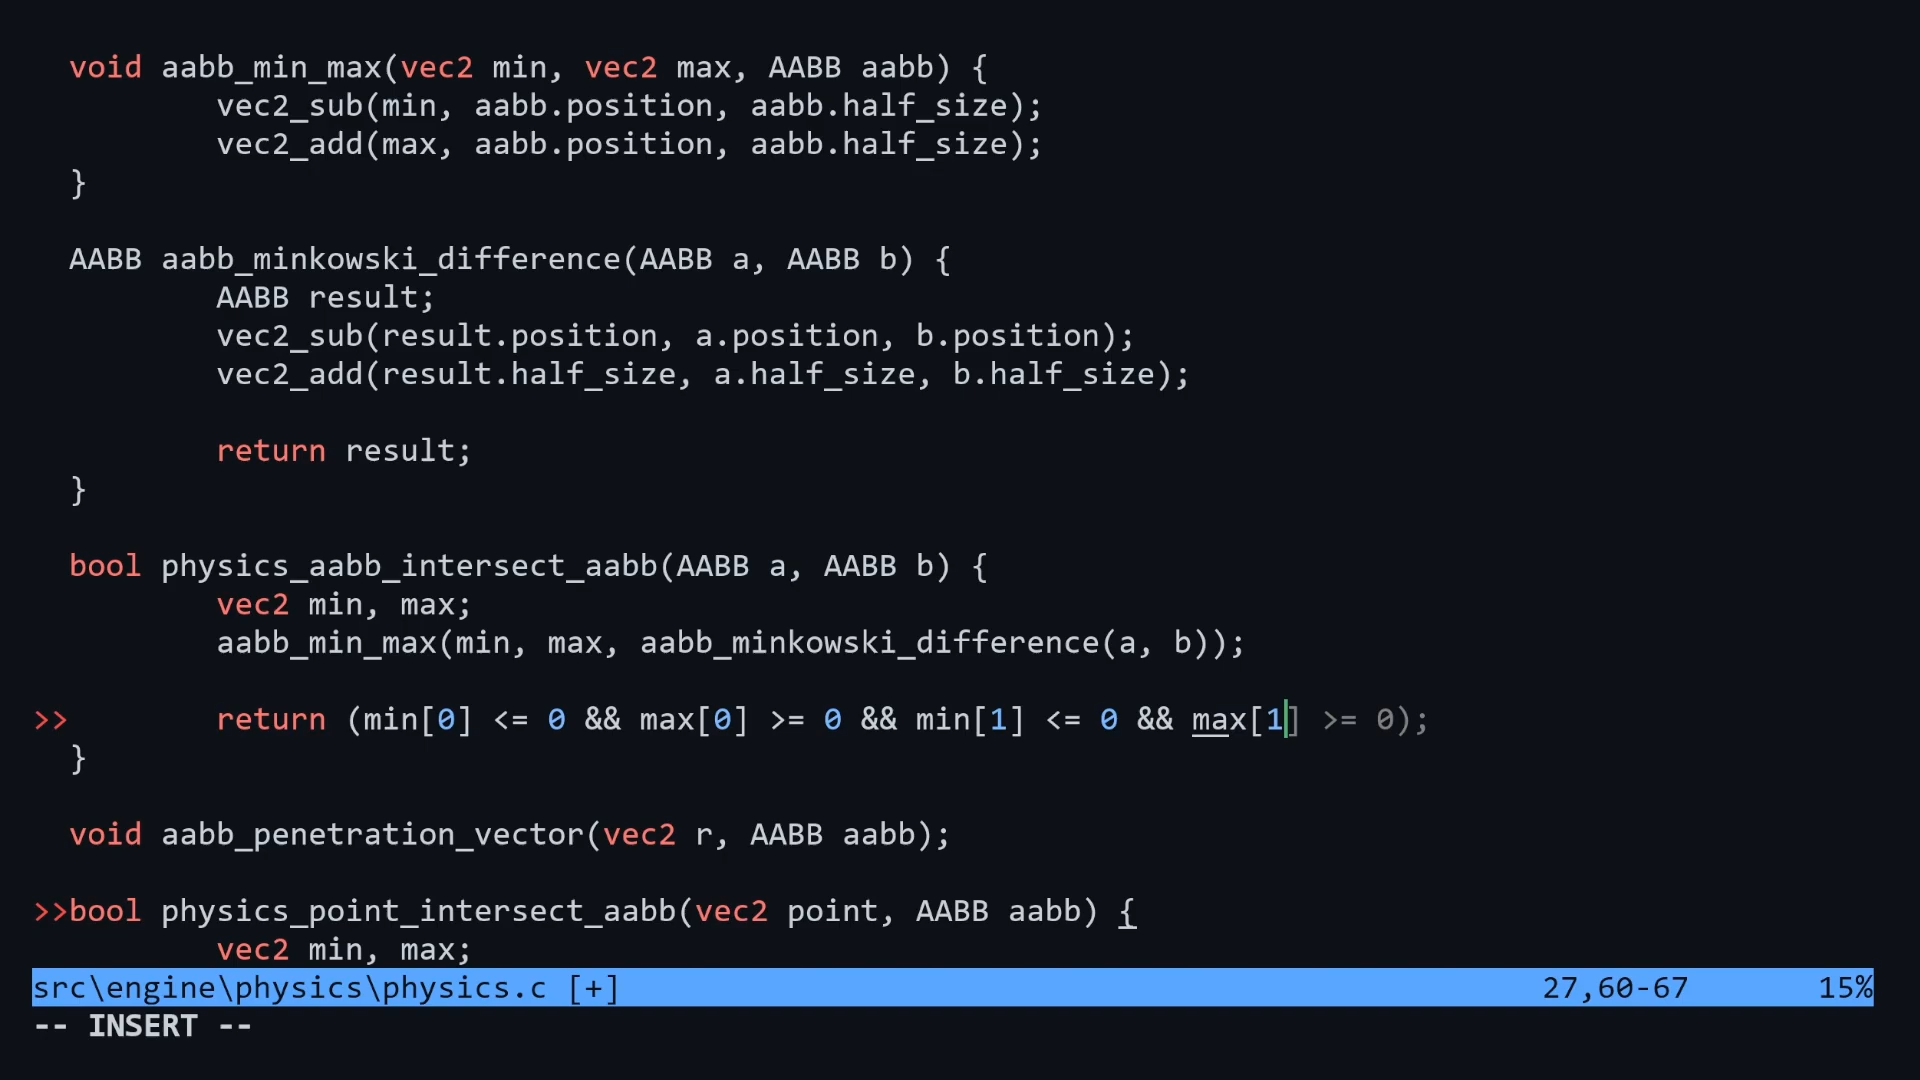 void aabb_min_max(vec2 min, vec2 max, AABB aabb) {
        vec2_sub(min, aabb.position, aabb.half_size);
        vec2_add(max, aabb.position, aabb.half_size);
}

AABB aabb_minkowski_difference(AABB a, AABB b) {
        AABB result;
        vec2_sub(result.position, a.position, b.position);
        vec2_add(result.half_size, a.half_size, b.half_size);

        return result;
}

bool physics_aabb_intersect_aabb(AABB a, AABB b) {
        vec2 min, max;
        aabb_min_max(min, max, aabb_minkowski_difference(a, b));

>>        return (min[0] <= 0 && max[0] >= 0 && min[1] <= 0 && max[1] >= 0);
}

void aabb_penetration_vector(vec2 r, AABB aabb);

>>bool physics_point_intersect_aabb(vec2 point, AABB aabb) {
        vec2 min, max;
src\engine\physics\physics.c [+] 27,60-67 15%
-- INSERT --